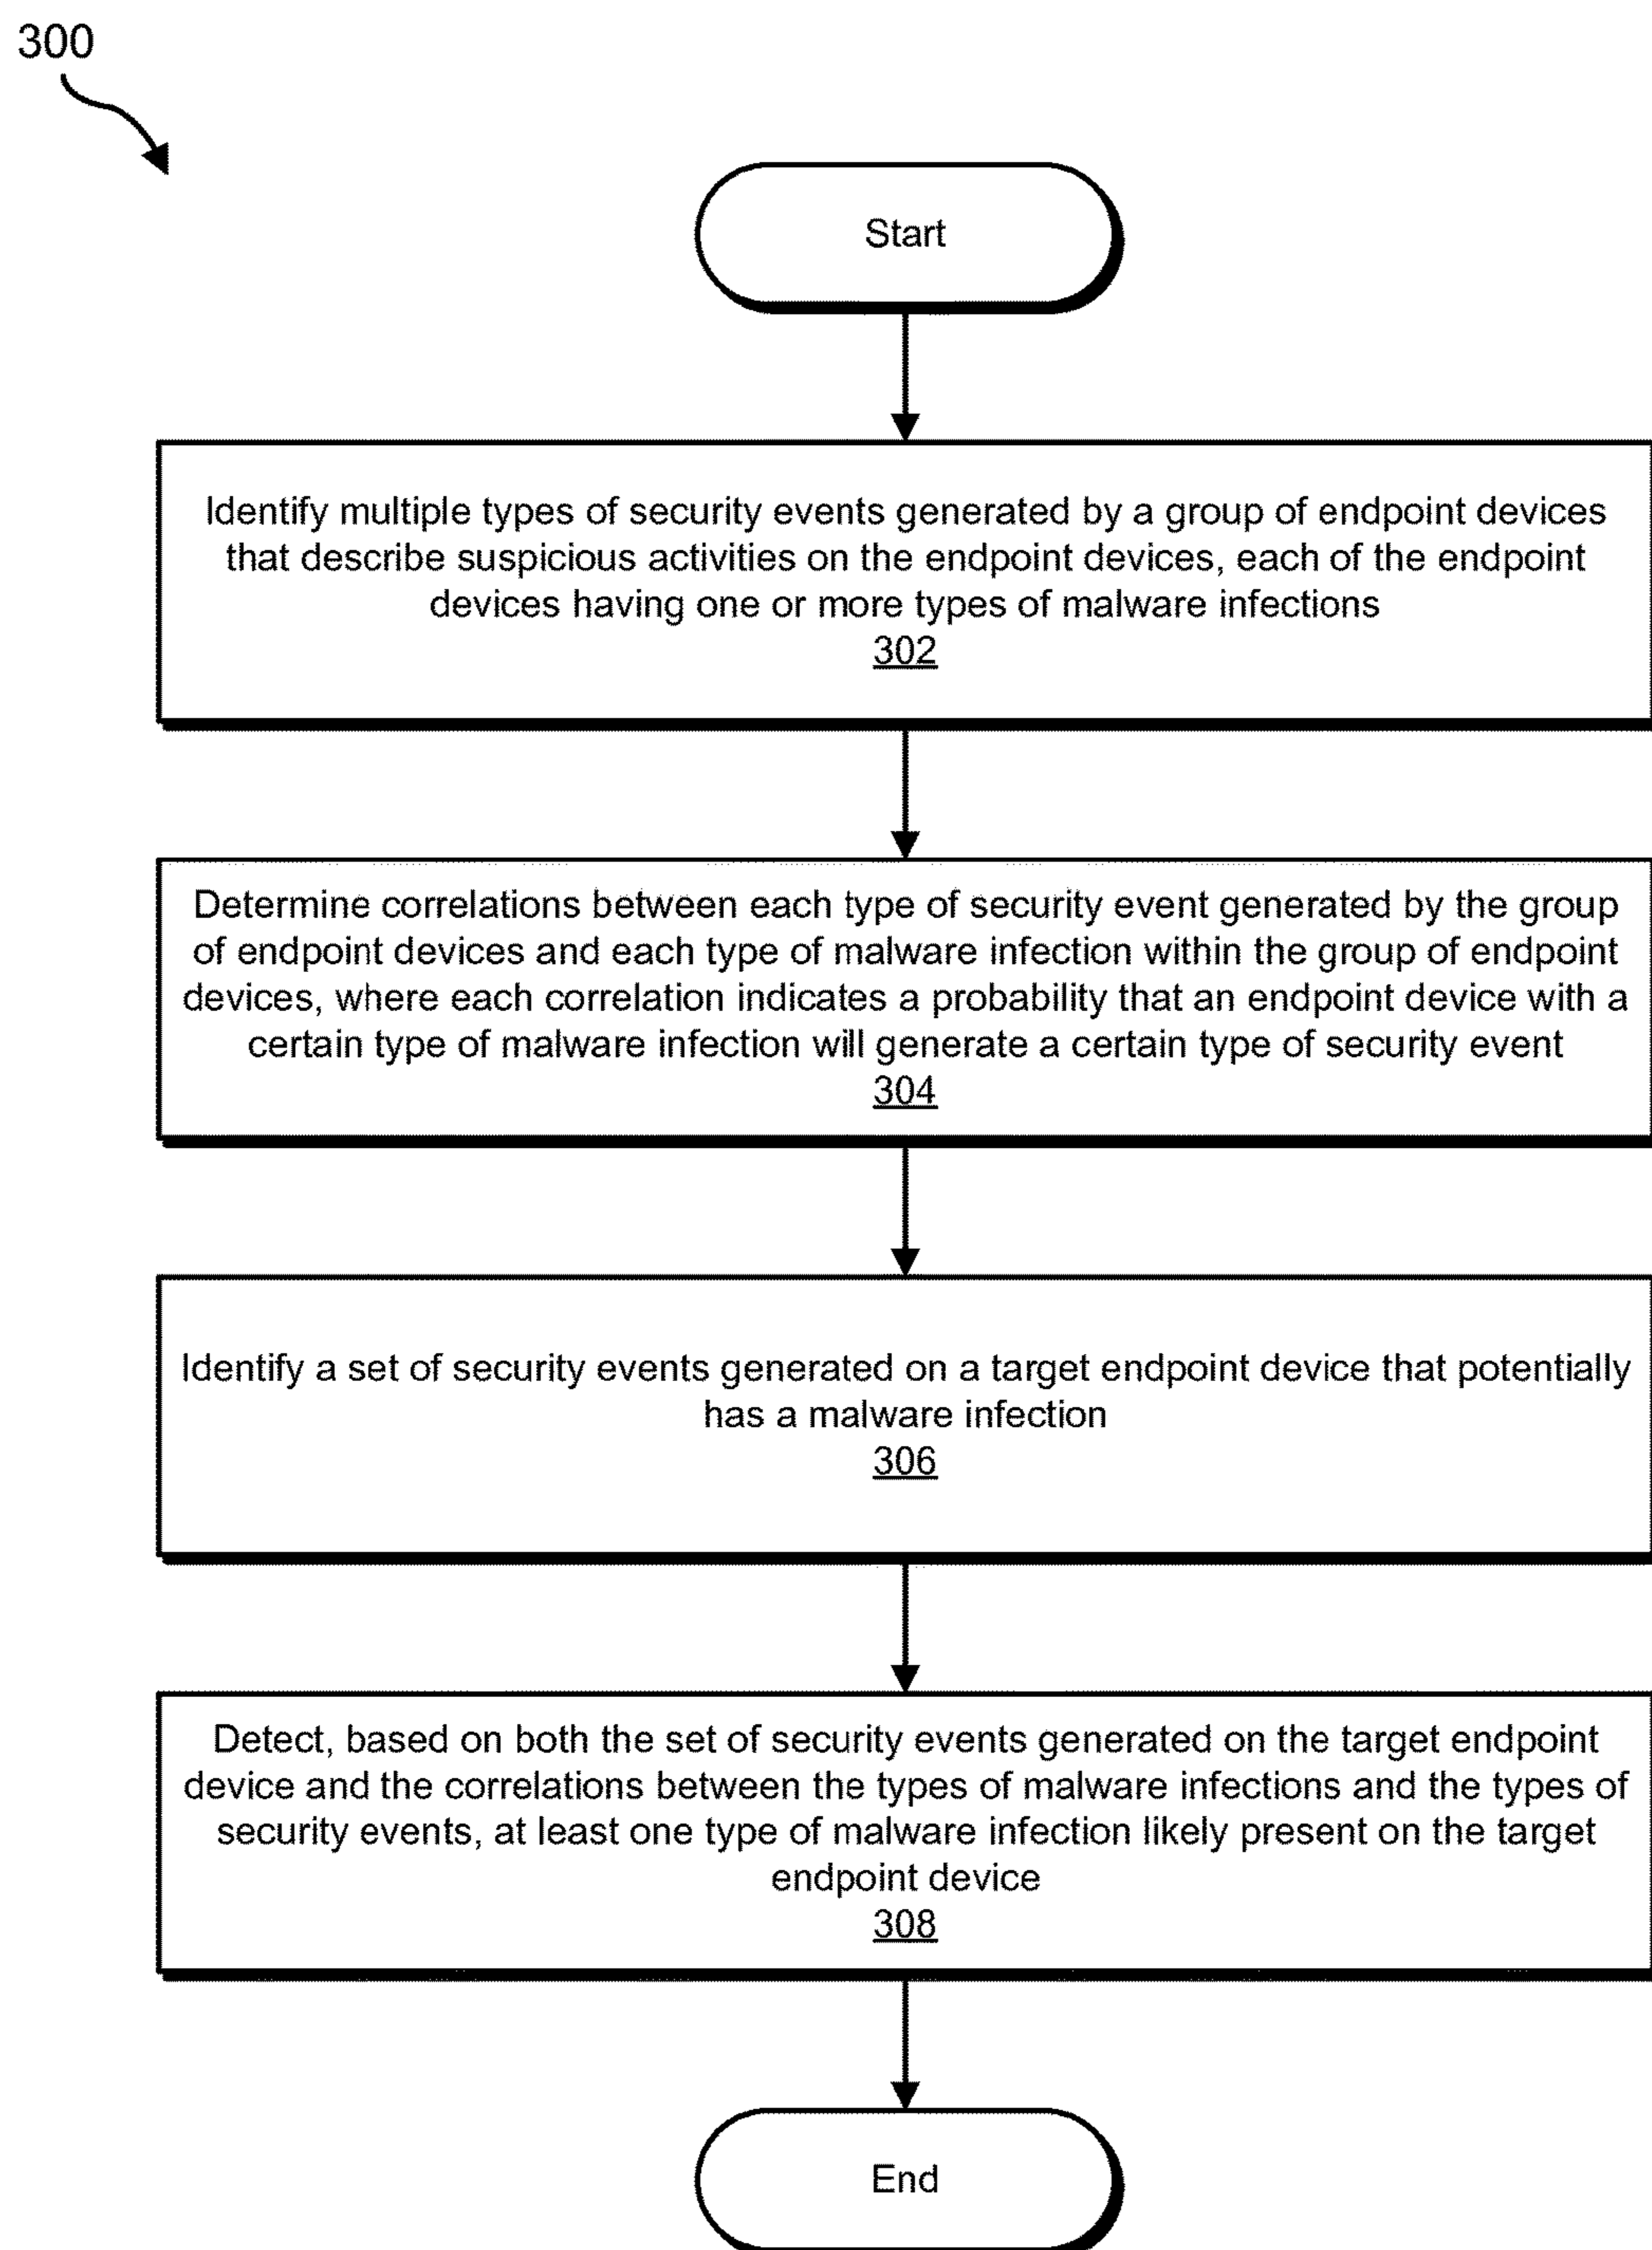 300
Start
Identify multiple types of security events generated by a group of endpoint devices
that describe suspicious activities on the endpoint devices, each of the endpoint
devices having one or more types of malware infections
302
Determine correlations between each type of security event generated by the group
of endpoint devices and each type of malware infection within the group of endpoint
devices, where each correlation indicates a probability that an endpoint device with a
certain type of malware infection will generate a certain type of security event
304
Identify a set of security events generated on a target endpoint device that potentially
has a malware infection
306
Detect, based on both the set of security events generated on the target endpoint
device and the correlations between the types of malware infections and the types of
security events, at least one type of malware infection likely present on the target
endpoint device
308
End